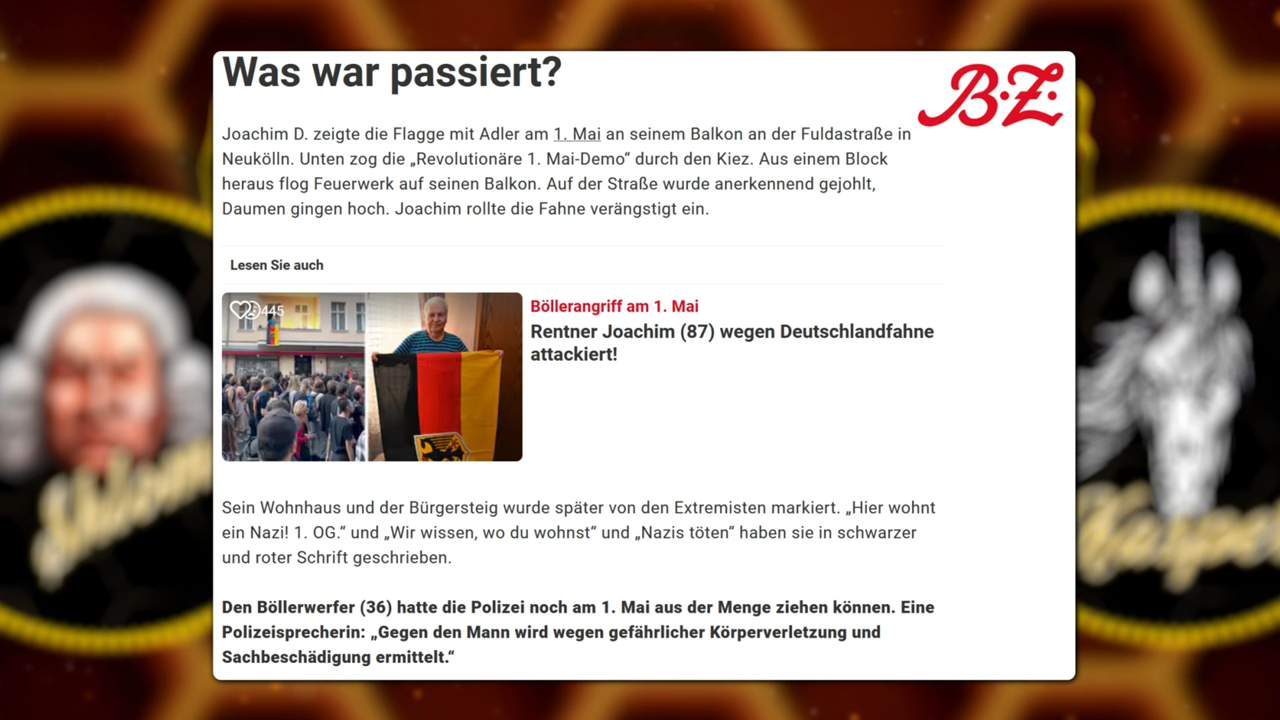 Was war passiert?
B·Z·
Joachim D. zeigte die Flagge mit Adler am 1. Mai an seinem Balkon an der Fuldastraße in
Neukölln. Unten zog die „Revolutionäre 1. Mai-Demo“ durch den Kiez. Aus einem Block
heraus flog Feuerwerk auf seinen Balkon. Auf der Straße wurde anerkennend gejohlt,
Daumen gingen hoch. Joachim rollte die Fahne verängstigt ein.
Lesen Sie auch
445
Böllerangriff am 1. Mai
Rentner Joachim (87) wegen Deutschlandfahne
attackiert!
Sein Wohnhaus und der Bürgersteig wurde später von den Extremisten markiert. „Hier wohnt
ein Nazi! 1. OG.“ und „Wir wissen, wo du wohnst“ und „Nazis töten“ haben sie in schwarzer
und roter Schrift geschrieben.
Den Böllerwerfer (36) hatte die Polizei noch am 1. Mai aus der Menge ziehen können. Eine
Polizeisprecherin: „Gegen den Mann wird wegen gefährlicher Körperverletzung und
Sachbeschädigung ermittelt.“